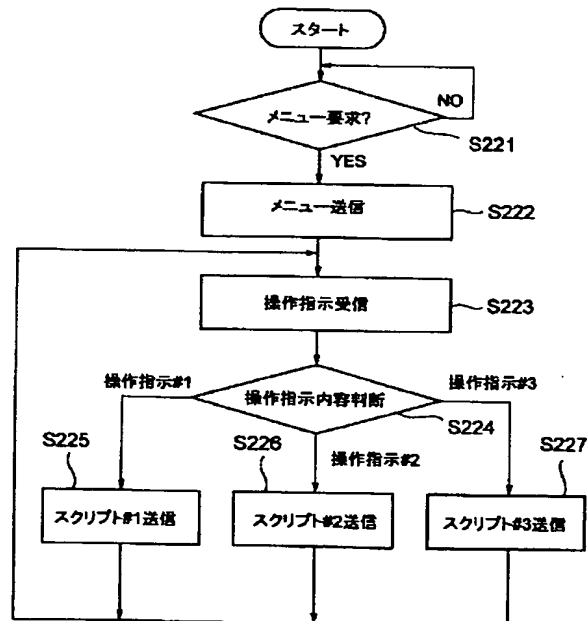 スタート
NO
メニュー要求?
S221
YES
メニュー送信
S222
操作指示受信
S223
操作指示#1
操作指示内容判断
操作指示#3
S224
操作指示#2
S225
S226
S227
スクリプト#1送信
スクリプト#2送信
スクリプト#3送信